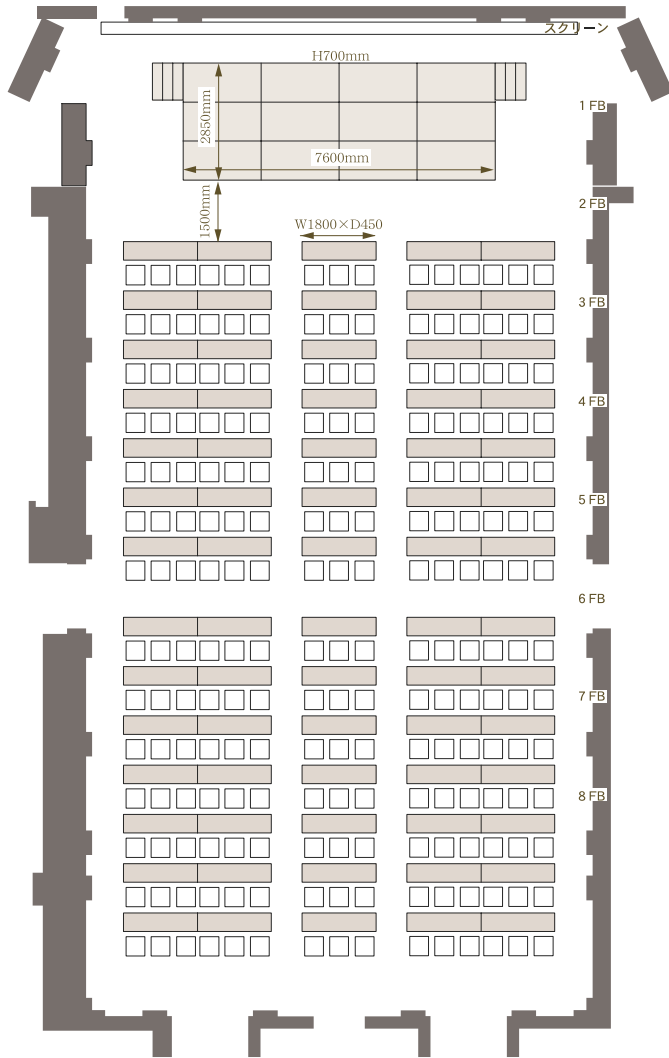 スクリーン
H700mm
2850mm
7600mm
1500mm
W1800×D450
1 FB
2 FB
3 FB
4 FB
5 FB
6 FB
7 FB
8 FB